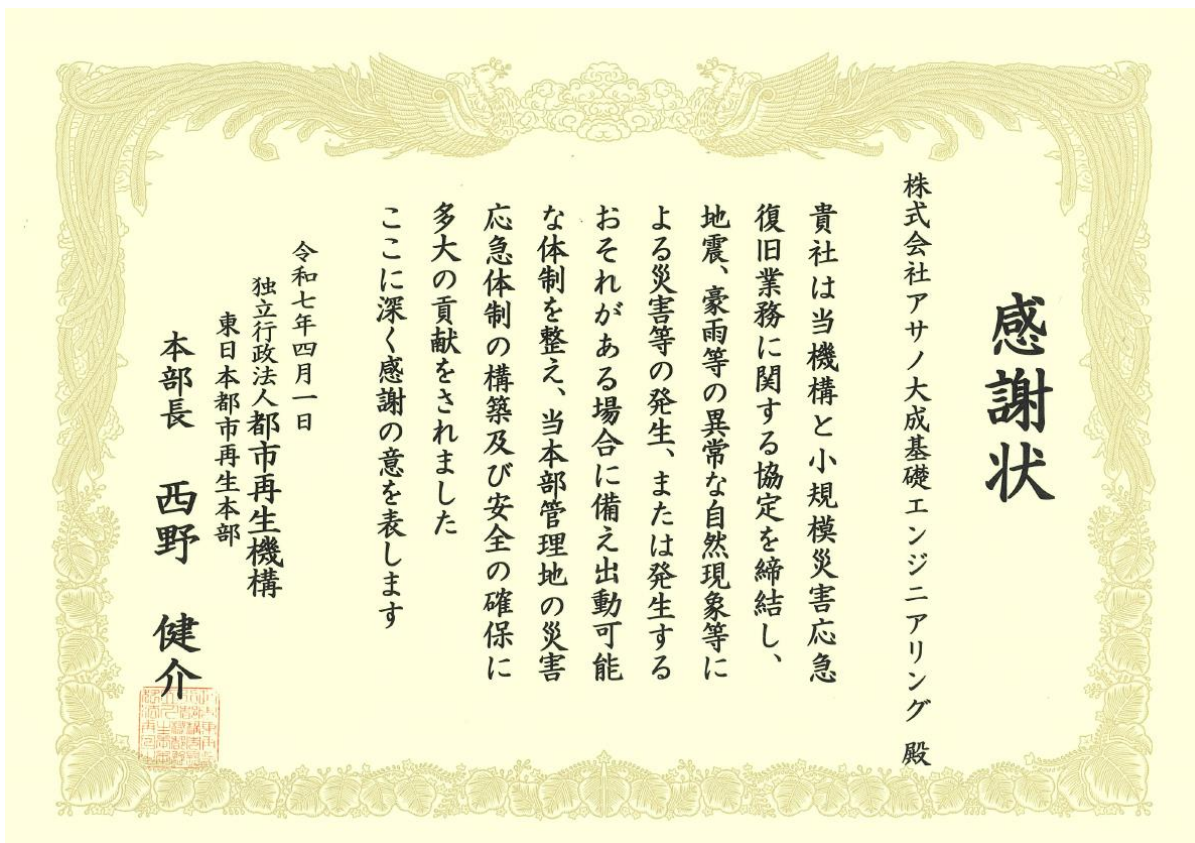 感謝状
株式会社アサノ大成基礎エンジニアリング 殿
貴社は当機構と小規模災害応急
復旧業務に関する協定を締結し、
地震、豪雨等の異常な自然現象等に
よる災害等の発生、または発生する
おそれがある場合に備え出動可能
な体制を整え、当本部管理地の災害
応急体制の構築及び安全の確保に
多大の貢献をされました
ここに深く感謝の意を表します
令和七年四月一日
独立行政法人都市再生機構
東日本都市再生本部
本部長 西野 健介